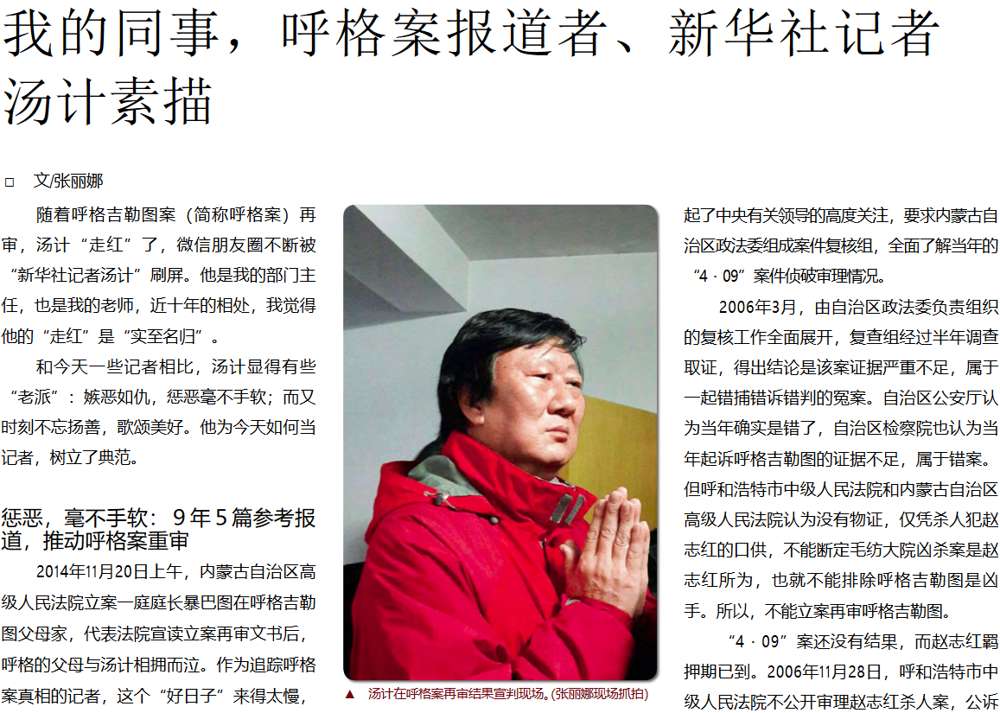 我的同事，呼格案报道者、新华社记者
汤计素描
□ 文/张丽娜
随着呼格吉勒图案（简称呼格案）再
审，汤计“走红”了，微信朋友圈不断被
“新华社记者汤计”刷屏。他是我的部门主
任，也是我的老师，近十年的相处，我觉得
他的“走红”是“实至名归”。
和今天一些记者相比，汤计显得有些
“老派”：嫉恶如仇，惩恶毫不手软；而又
时刻不忘扬善，歌颂美好。他为今天如何当
记者，树立了典范。
惩恶，毫不手软：９年５篇参考报
道，推动呼格案重审
2014年11月20日上午，内蒙古自治区高
级人民法院立案一庭庭长暴巴图在呼格吉勒
图父母家，代表法院宣读立案再审文书后，
呼格的父母与汤计相拥而泣。作为追踪呼格
案真相的记者，这个“好日子”来得太慢，
▲ 汤计在呼格案再审结果宣判现场。(张丽娜现场抓拍)
起了中央有关领导的高度关注，要求内蒙古自
治区政法委组成案件复核组，全面了解当年的
“4·09”案件侦破审理情况。
2006年3月，由自治区政法委负责组织
的复核工作全面展开，复查组经过半年调查
取证，得出结论是该案证据严重不足，属于
一起错捕错诉错判的冤案。自治区公安厅认
为当年确实是错了，自治区检察院也认为当
年起诉呼格吉勒图的证据不足，属于错案。
但呼和浩特市中级人民法院和内蒙古自治区
高级人民法院认为没有物证，仅凭杀人犯赵
志红的口供，不能断定毛纺大院凶杀案是赵
志红所为，也就不能排除呼格吉勒图是凶
手。所以，不能立案再审呼格吉勒图。
“4·09”案还没有结果，而赵志红羁
押期已到。2006年11月28日，呼和浩特市中
级人民法院不公开审理赵志红杀人案，公诉